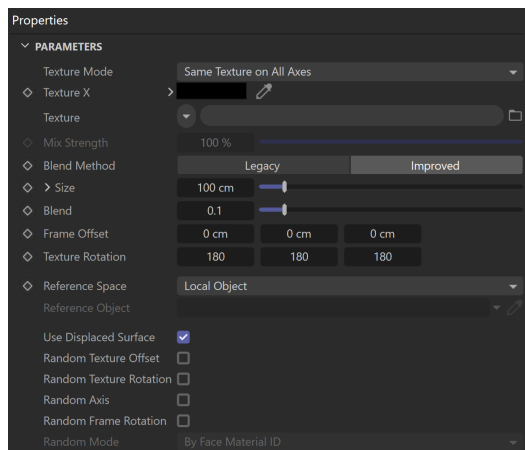 Properties
PARAMETERS
Texture Mode Same Texture on All Axes
Texture X
Texture
Mix Strength 100 %
Blend Method Legacy Improved
Size 100 cm
Blend 0.1
Frame Offset 0 cm 0 cm 0 cm
Texture Rotation 180 180 180
Reference Space Local Object
Reference Object
Use Displaced Surface
Random Texture Offset
Random Texture Rotation
Random Axis
Random Frame Rotation
Random Mode By Face Material ID